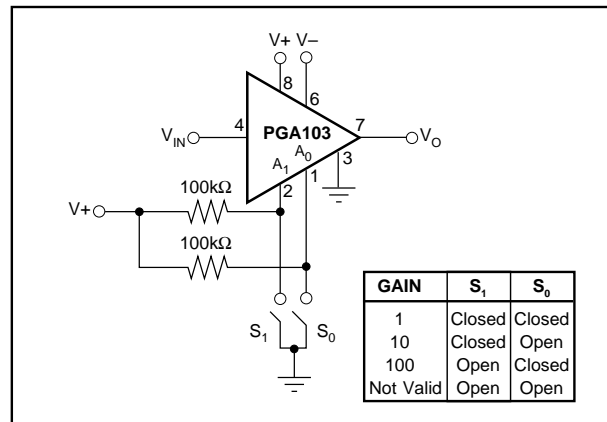 V+ V–
8
6
V_IN 4 PGA103 7 V_O
A_1 A_0 3
2 1
100kΩ
V+
100kΩ
S_1 S_0
GAIN S_1 S_0
1 Closed Closed
10 Closed Open
100 Open Closed
Not Valid Open Open